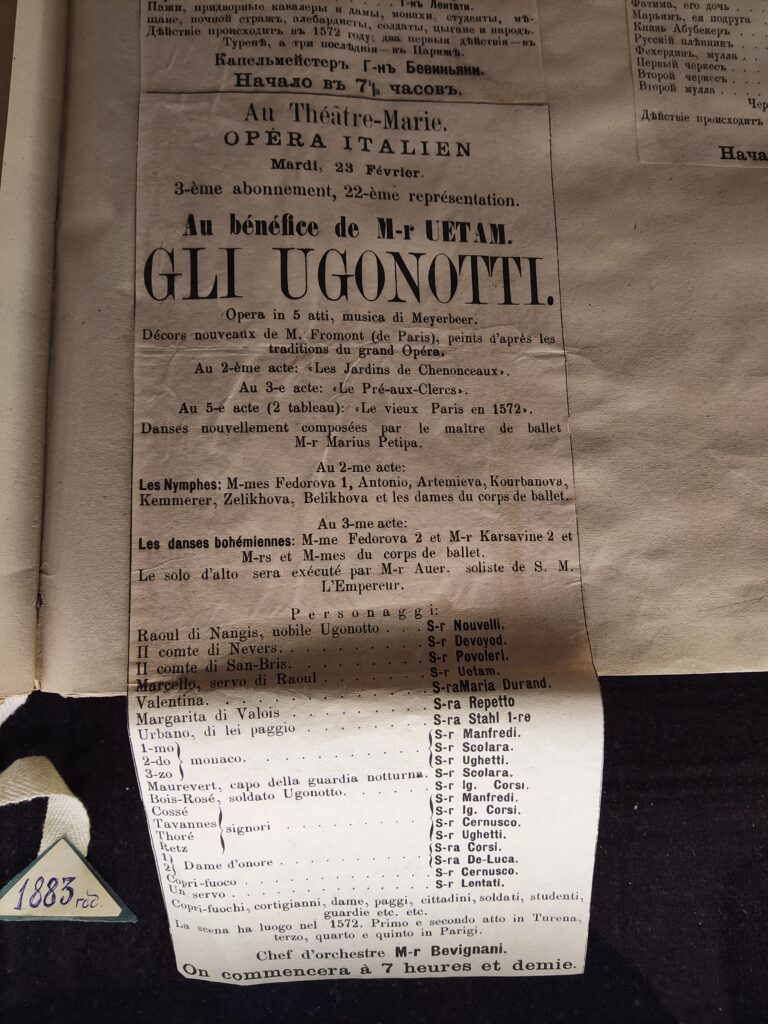 Г-нъ Лентати.
Пажи, придворные кавалеры и дамы, монахи, студенты, мѣ-
щане, ночной стражъ, алебардисты, солдаты, цыгане и народъ.
Дѣйствіе происходитъ въ 1572 году; два первыя дѣйствія—въ
Туренѣ, а три послѣднія—въ Парижѣ.
Капельмейстеръ Г-нъ Бевиньяни.
Начало въ 7½ часовъ.
Au Théâtre-Marie.
OPÉRA ITALIEN
Mardi, 23 Février.
3-ème abonnement, 22-ème représentation.
Au bénéfice de M-r UETAM.
GLI UGONOTTI.
Opera in 5 atti, musica di Meyerbeer.
Décors nouveaux de M. Fromont (de Paris), peints d'après les
traditions du grand Opéra.
Au 2-ème acte: «Les Jardins de Chenonceaux».
Au 3-e acte: «Le Pré-aux-Clercs».
Au 5-e acte (2 tableau): «Le vieux Paris en 1572».
Danses nouvellement composées par le maître de ballet
M-r Marius Petipa.
Au 2-me acte:
Les Nymphes: M-mes Fedorova 1, Antonio, Artemieva, Kourbanova,
Kemmerer, Zelikhova, Belikhova et les dames du corps de ballet.
Au 3-me acte:
Les danses bohémiennes: M-me Fedorova 2 et M-r Karsavine 2 et
M-rs et M-mes du corps de ballet.
Le solo d'alto sera exécuté par M-r Auer, soliste de S. M.
L'Empereur.
Personaggi:
Raoul di Nangis, nobile Ugonotto . . . S-r Nouvelli.
Il comte di Nevers. . . . . . . . . S-r Devoyod.
Il comte di San-Bris. . . . . . . . S-r Povoleri.
Marcello, servo di Raoul . . . . . . S-r Uetam.
Valentina. . . . . . . . . . . . S-ra Maria Durand.
Margarita di Valois . . . . . . . . S-ra Repetto
Urbano, di lei paggio . . . . . . . S-ra Stahl 1-re
1-mo S-r Manfredi.
2-do } monaco. . . . . . . . . { S-r Scolara.
3-zo S-r Ughetti.
Maurevert, capo della guardia notturna. S-r Scolara.
Bois-Rosé, soldato Ugonotto. . . . . . S-r Ig. Corsi.
Cossé S-r Manfredi.
Tavannes } signori . . . . . . . { S-r Ig. Corsi.
Thoré S-r Cernusco.
Retz S-r Ughetti.
1) S-ra Corsi.
2) Dame d'onore . . . . . . . . { S-ra De-Luca.
Copri-fuoco . . . . . . . . . . . S-r Cernusco.
Un servo . . . . . . . . . . . . S-r Lentati.
Copri-fuochi, cortigianni, dame, paggi, cittadini, soldati, studenti,
guardie etc. etc.
La scena ha luogo nel 1572. Primo e secondo atto in Turena,
terzo, quarto e quinto in Parigi.
Chef d'orchestre M-r Bevignani.
On commencera à 7 heures et demie.
Фатима, его дочь
Марьямъ, ея подруга
Князь Абубекеръ
Русскій плѣнникъ
Фехердинъ, мулла
Первый черкесъ
Второй черкесъ
Второй мулла
Чер
Дѣйствіе происходитъ
Нача
1883 год.